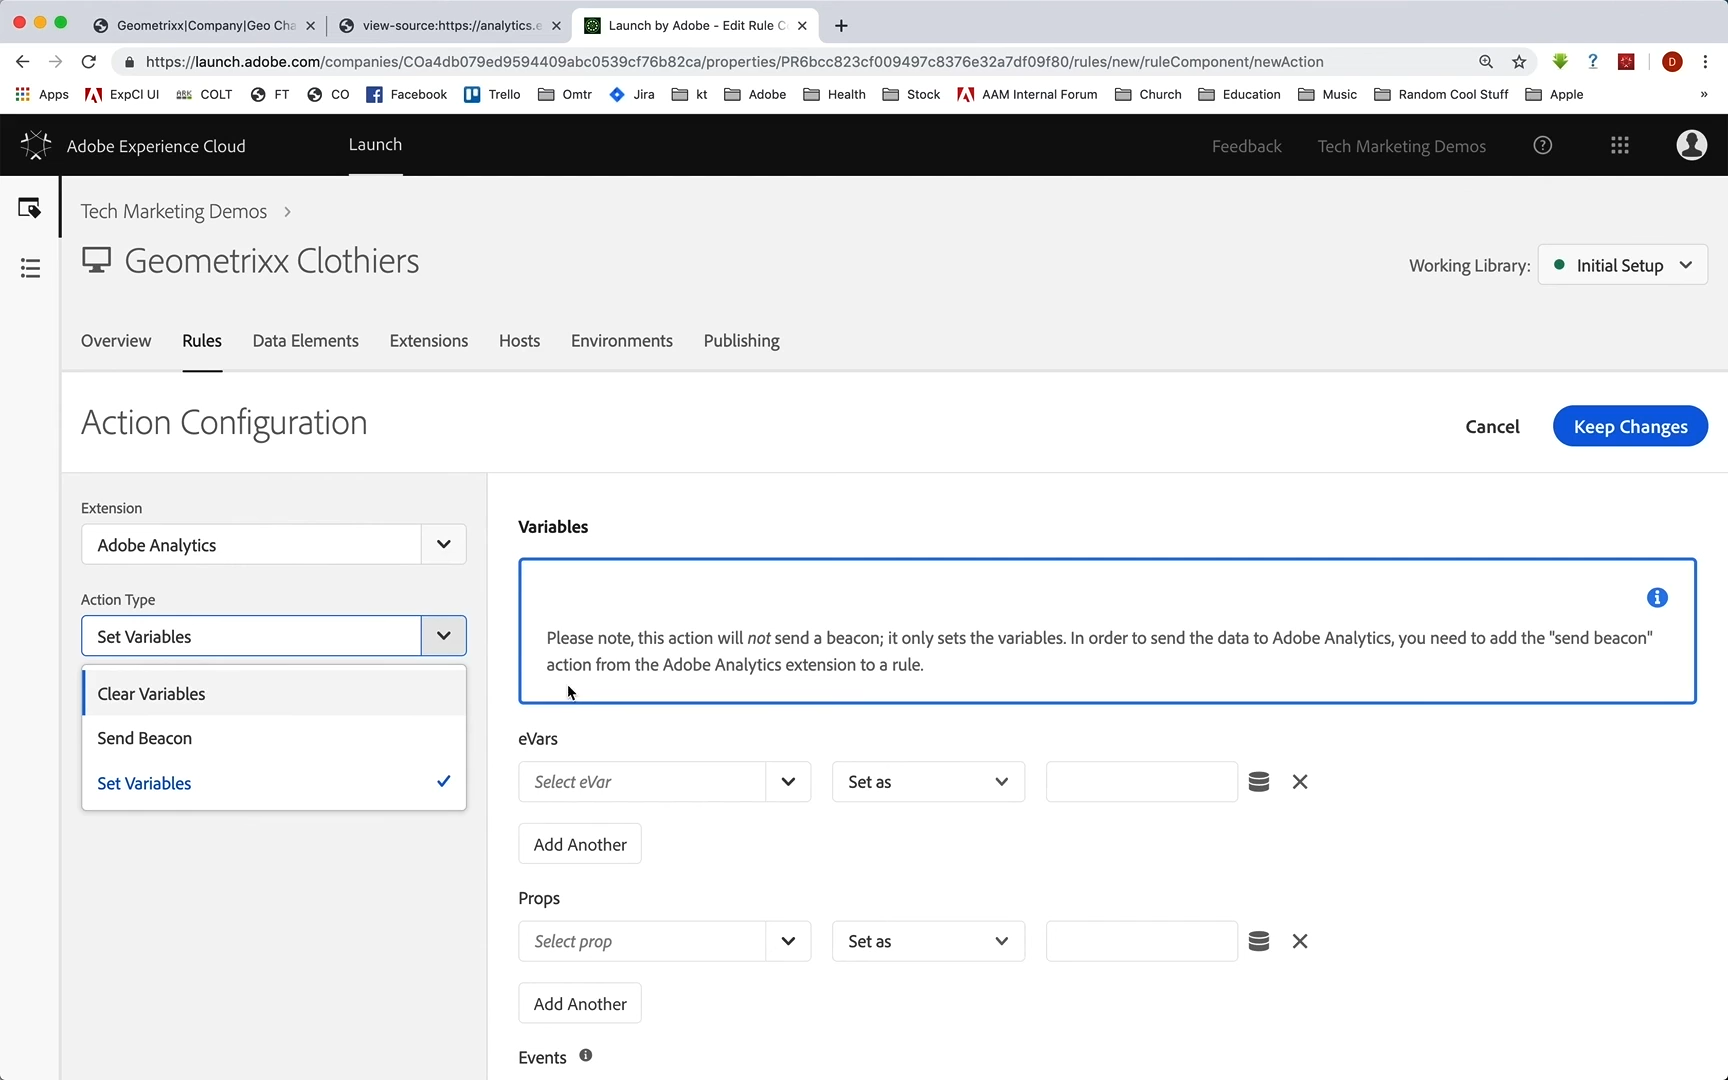 Geometrixx|Company|Geo Cha
view-source:https://analytics.e
Launch by Adobe - Edit Rule C
https://launch.adobe.com/companies/COa4db079ed9594409abc0539cf76b82ca/properties/PR6bcc823cf009497c8376e32a7df09f80/rules/new/ruleComponent/newAction
D
Apps
ExpCl UI
COLT
FT
CO
Facebook
Trello
Omtr
Jira
kt
Adobe
Health
Stock
AAM Internal Forum
Church
Education
Music
Random Cool Stuff
Apple
»
Adobe Experience Cloud
Launch
Feedback
Tech Marketing Demos
Tech Marketing Demos
Geometrixx Clothiers
Working Library:
Initial Setup
Overview
Rules
Data Elements
Extensions
Hosts
Environments
Publishing
Action Configuration
Cancel
Keep Changes
Extension
Adobe Analytics
Action Type
Set Variables
Clear Variables
Send Beacon
Set Variables
Variables
Please note, this action will not send a beacon; it only sets the variables. In order to send the data to Adobe Analytics, you need to add the "send beacon"
action from the Adobe Analytics extension to a rule.
eVars
Select eVar
Set as
Add Another
Props
Select prop
Set as
Add Another
Events